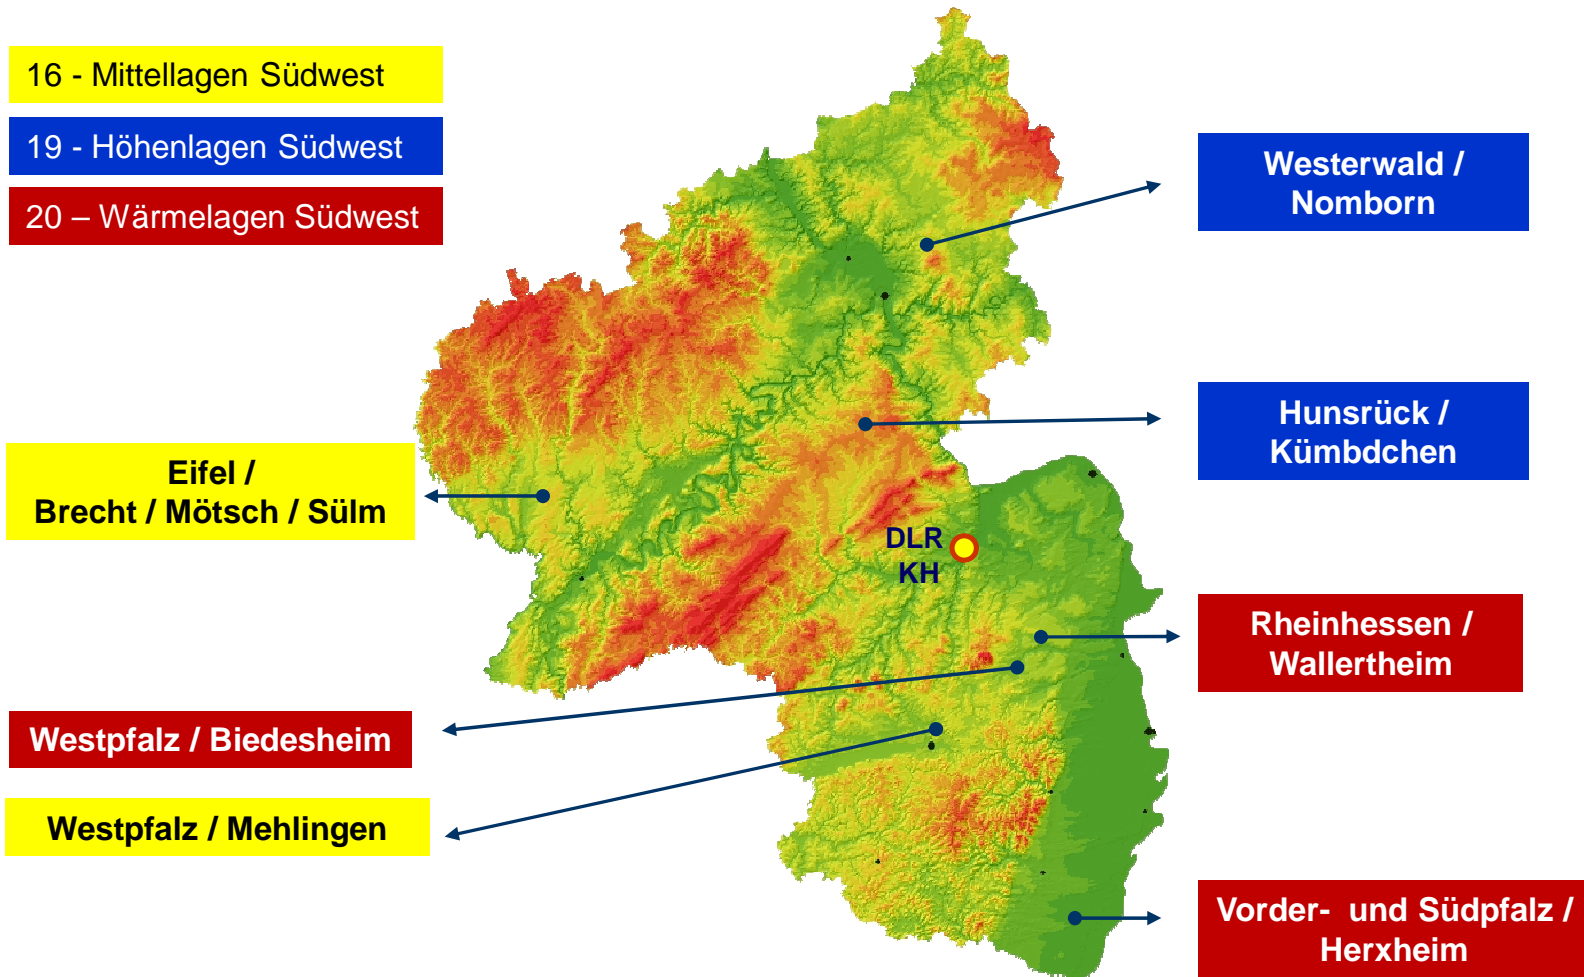 16 - Mittellagen Südwest
19 - Höhenlagen Südwest
20 – Wärmelagen Südwest
Westerwald /
Nomborn
Hunsrück /
Kümbdchen
Eifel /
Brecht / Mötsch / Sülm
DLR
KH
Rheinhessen /
Wallertheim
Westpfalz / Biedesheim
Westpfalz / Mehlingen
Vorder- und Südpfalz /
Herxheim